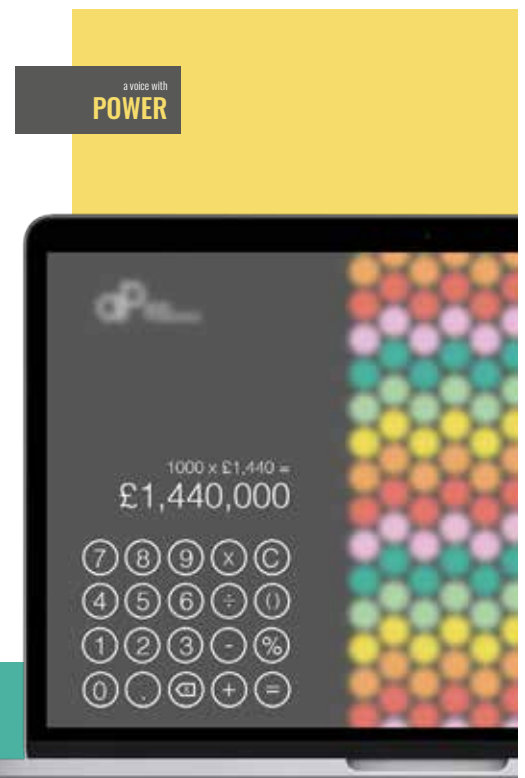 a voice with
POWER
1000 x £1,440 =
£1,440,000
7 8 9 x C
4 5 6 ÷ ()
1 2 3 - %
0 . + =